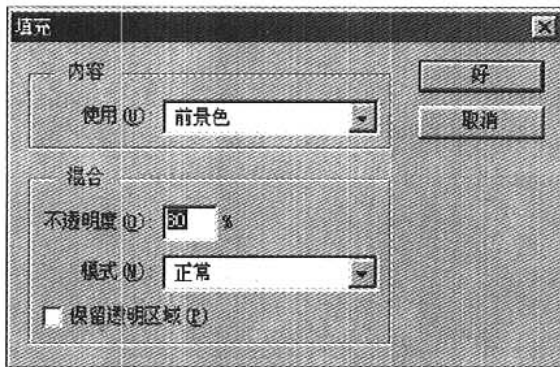 填充
内容
好
使用(U) 前景色
取消
混合
不透明度(O): 60 %
模式(M): 正常
保留透明区域(P)